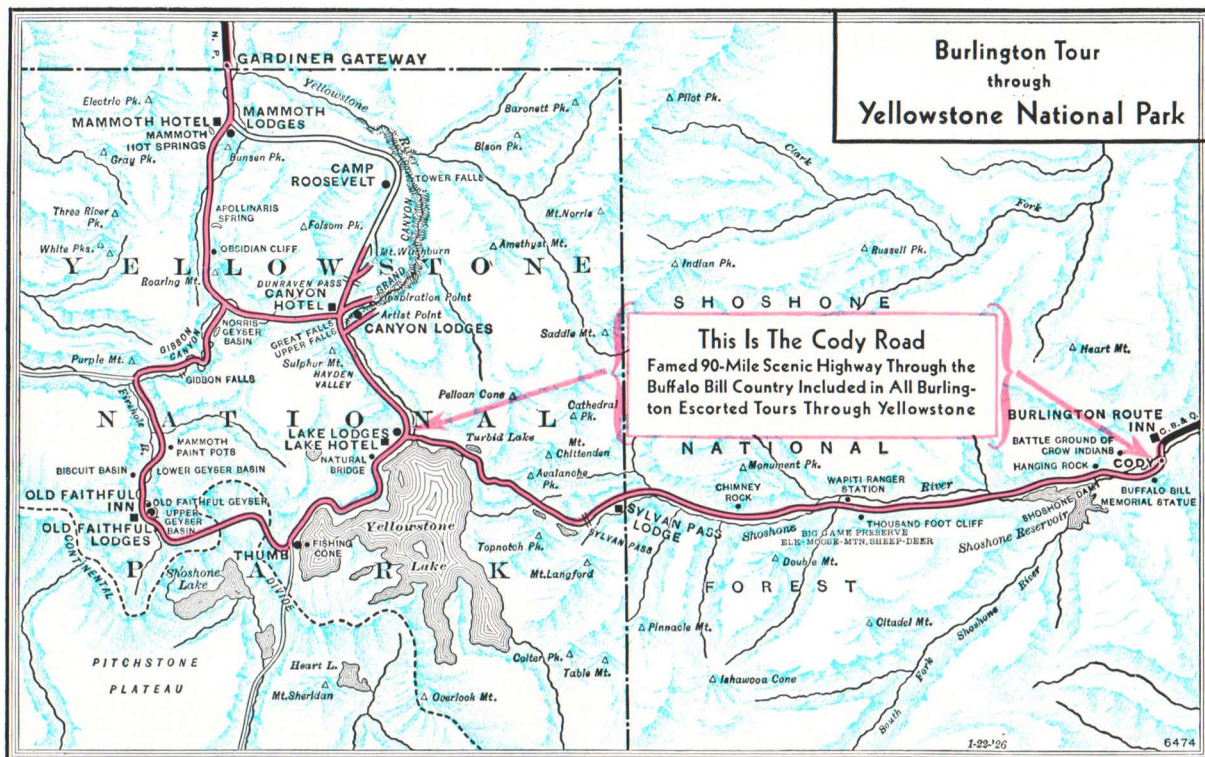 Burlington Tour
through
Yellowstone National Park
N. P.
GARDINER GATEWAY
Yellowstone
River
Electric Pk.
MAMMOTH HOTEL
MAMMOTH
LODGES
MAMMOTH
HOT SPRINGS
Gray Pk.
Bunsen Pk.
Baronett Pk.
Bison Pk.
Pilot Pk.
Clark
Fork
CAMP
ROOSEVELT
TOWER FALLS
Three River
Pk.
APOLLINARIS
SPRING
Folsom Pk.
Mt. Norris
White Pks.
OBSIDIAN CLIFF
Mt. Washburn
Amethyst Mt.
Russell Pk.
Indian Pk.
YELLOWSTONE
Roaring Mt.
DUNRAVEN PASS
GRAND
CANYON
CANYON
HOTEL
Inspiration Point
Artist Point
CANYON LODGES
SHOSHONE
NORRIS
GEYSER
BASIN
GIBBON
CANYON
GREAT FALLS
UPPER FALLS
Saddle Mt.
This Is The Cody Road
Famed 90-Mile Scenic Highway Through the
Buffalo Bill Country Included in All Burling-
ton Escorted Tours Through Yellowstone
Heart Mt.
Purple Mt.
Sulphur Mt.
HAYDEN
VALLEY
GIBBON FALLS
Firehole R.
Pelican Cone
Cathedral
Pk.
NATIONAL
BURLINGTON ROUTE
INN
C. B. & Q.
LAKE LODGES
LAKE HOTEL
Turbid Lake
Mt.
Chittenden
NATIONAL
BATTLE GROUND OF
CROW INDIANS
MAMMOTH
PAINT POTS
NATURAL
BRIDGE
HANGING ROCK
CODY
BISCUIT BASIN
LOWER GEYSER BASIN
Avalanche
Pk.
Monument Pk.
CHIMNEY
ROCK
WAPITI RANGER
STATION
River
SHOSHONE DAM
BUFFALO BILL
MEMORIAL STATUE
OLD FAITHFUL
INN
OLD FAITHFUL GEYSER
UPPER
GEYSER
BASIN
OLD FAITHFUL
LODGES
SYLVAN PASS
LODGE
Shoshone
THOUSAND FOOT CLIFF
BIG GAME PRESERVE
ELK-MOOSE-MTN. SHEEP-DEER
Shoshone Reservoir
Yellowstone
Lake
SYLVAN PASS
THUMB
FISHING
CONE
Topnotch Pk.
CONTINENTAL
DIVIDE
Shoshone
Lake
PARK
Mt. Langford
Double Mt.
FOREST
Pinnacle Mt.
Citadel Mt.
South
Fork
Shoshone
River
PITCHSTONE
PLATEAU
Heart L.
Mt. Sheridan
Overlook Mt.
Colter Pk.
Table Mt.
Ishawooa Cone
1-22-'26
6474